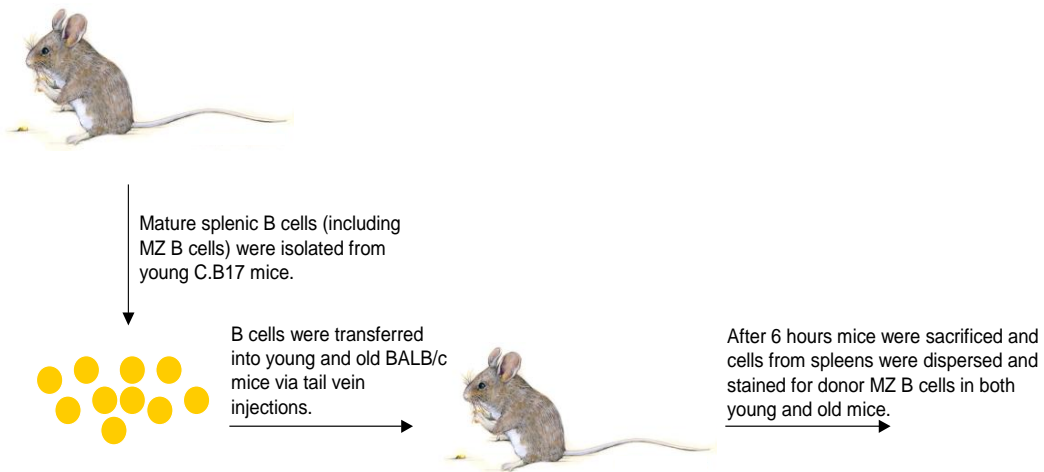 Mature splenic B cells (including
MZ B cells) were isolated from
young C.B17 mice.
B cells were transferred
into young and old BALB/c
mice via tail vein
injections.
After 6 hours mice were sacrificed and
cells from spleens were dispersed and
stained for donor MZ B cells in both
young and old mice.